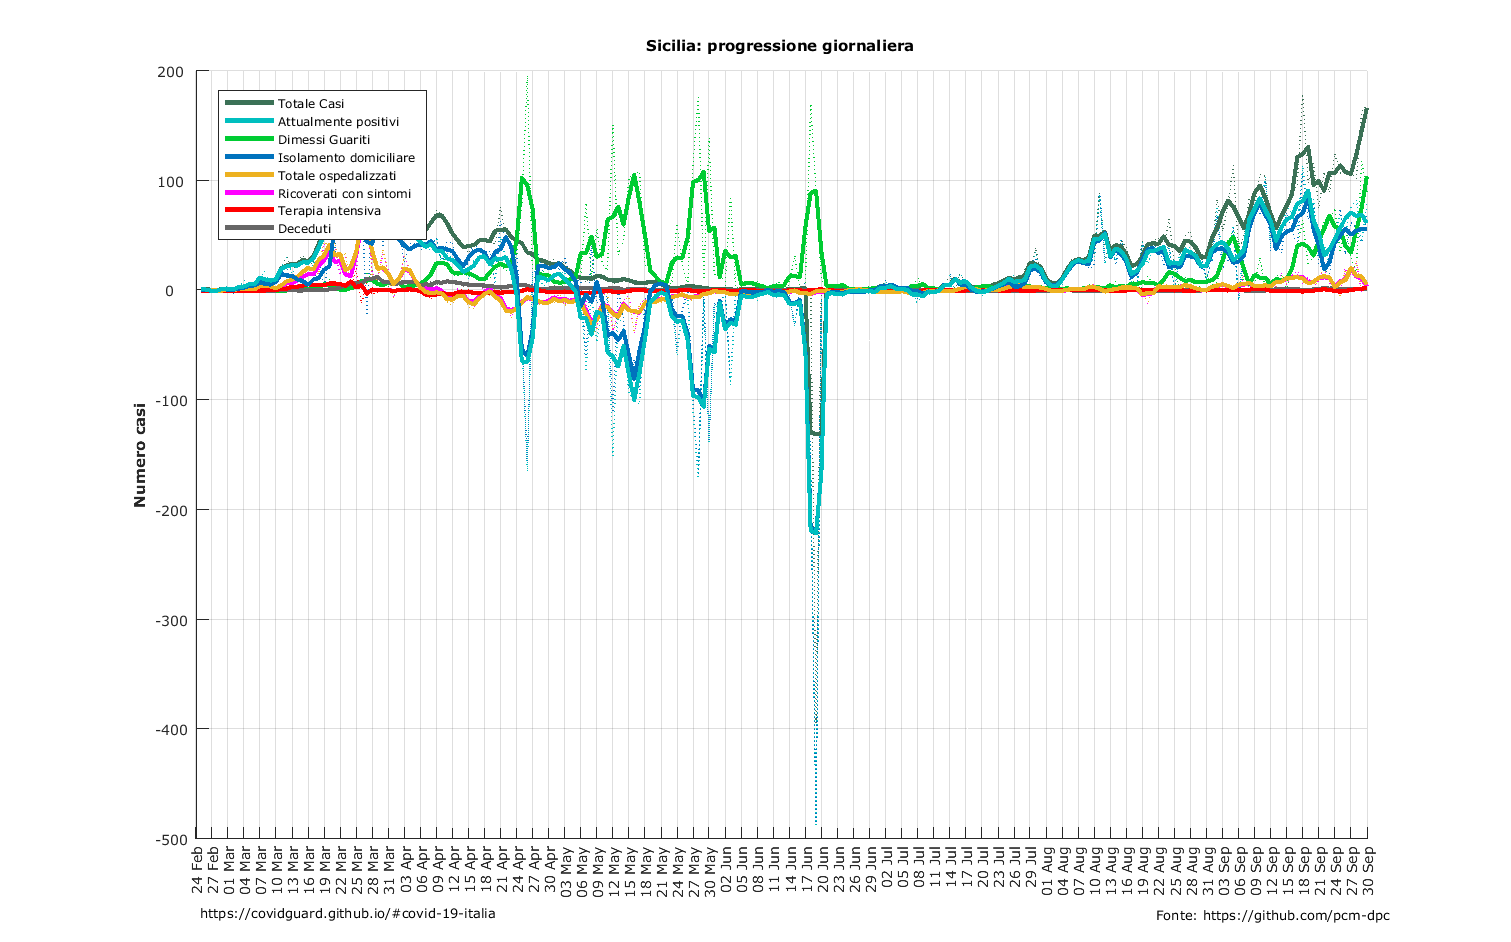 Sicilia: progressione giornaliera
200
100
0
-100
-200
-300
-400
-500
Numero casi
Totale Casi
Attualmente positivi
Dimessi Guariti
Isolamento domiciliare
Totale ospedalizzati
Ricoverati con sintomi
Terapia intensiva
Deceduti
24 Feb
27 Feb
01 Mar
04 Mar
07 Mar
10 Mar
13 Mar
16 Mar
19 Mar
22 Mar
25 Mar
28 Mar
31 Mar
03 Apr
06 Apr
09 Apr
12 Apr
15 Apr
18 Apr
21 Apr
24 Apr
27 Apr
30 Apr
03 May
06 May
09 May
12 May
15 May
18 May
21 May
24 May
27 May
30 May
02 Jun
05 Jun
08 Jun
11 Jun
14 Jun
17 Jun
20 Jun
23 Jun
26 Jun
29 Jun
02 Jul
05 Jul
08 Jul
11 Jul
14 Jul
17 Jul
20 Jul
23 Jul
26 Jul
29 Jul
01 Aug
04 Aug
07 Aug
10 Aug
13 Aug
16 Aug
19 Aug
22 Aug
25 Aug
28 Aug
31 Aug
03 Sep
06 Sep
09 Sep
12 Sep
15 Sep
18 Sep
21 Sep
24 Sep
27 Sep
30 Sep
https://covidguard.github.io/#covid-19-italia
Fonte: https://github.com/pcm-dpc